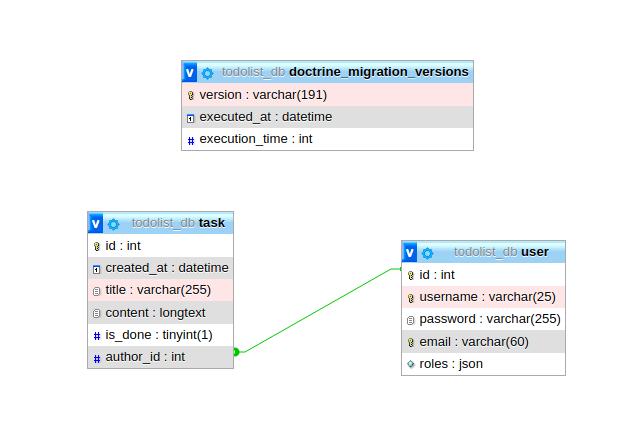 v todolist_db doctrine_migration_versions
version : varchar(191)
executed_at : datetime
# execution_time : int
v todolist_db task
id : int
created_at : datetime
title : varchar(255)
content : longtext
# is_done : tinyint(1)
# author_id : int
v todolist_db user
id : int
username : varchar(25)
password : varchar(255)
email : varchar(60)
roles : json